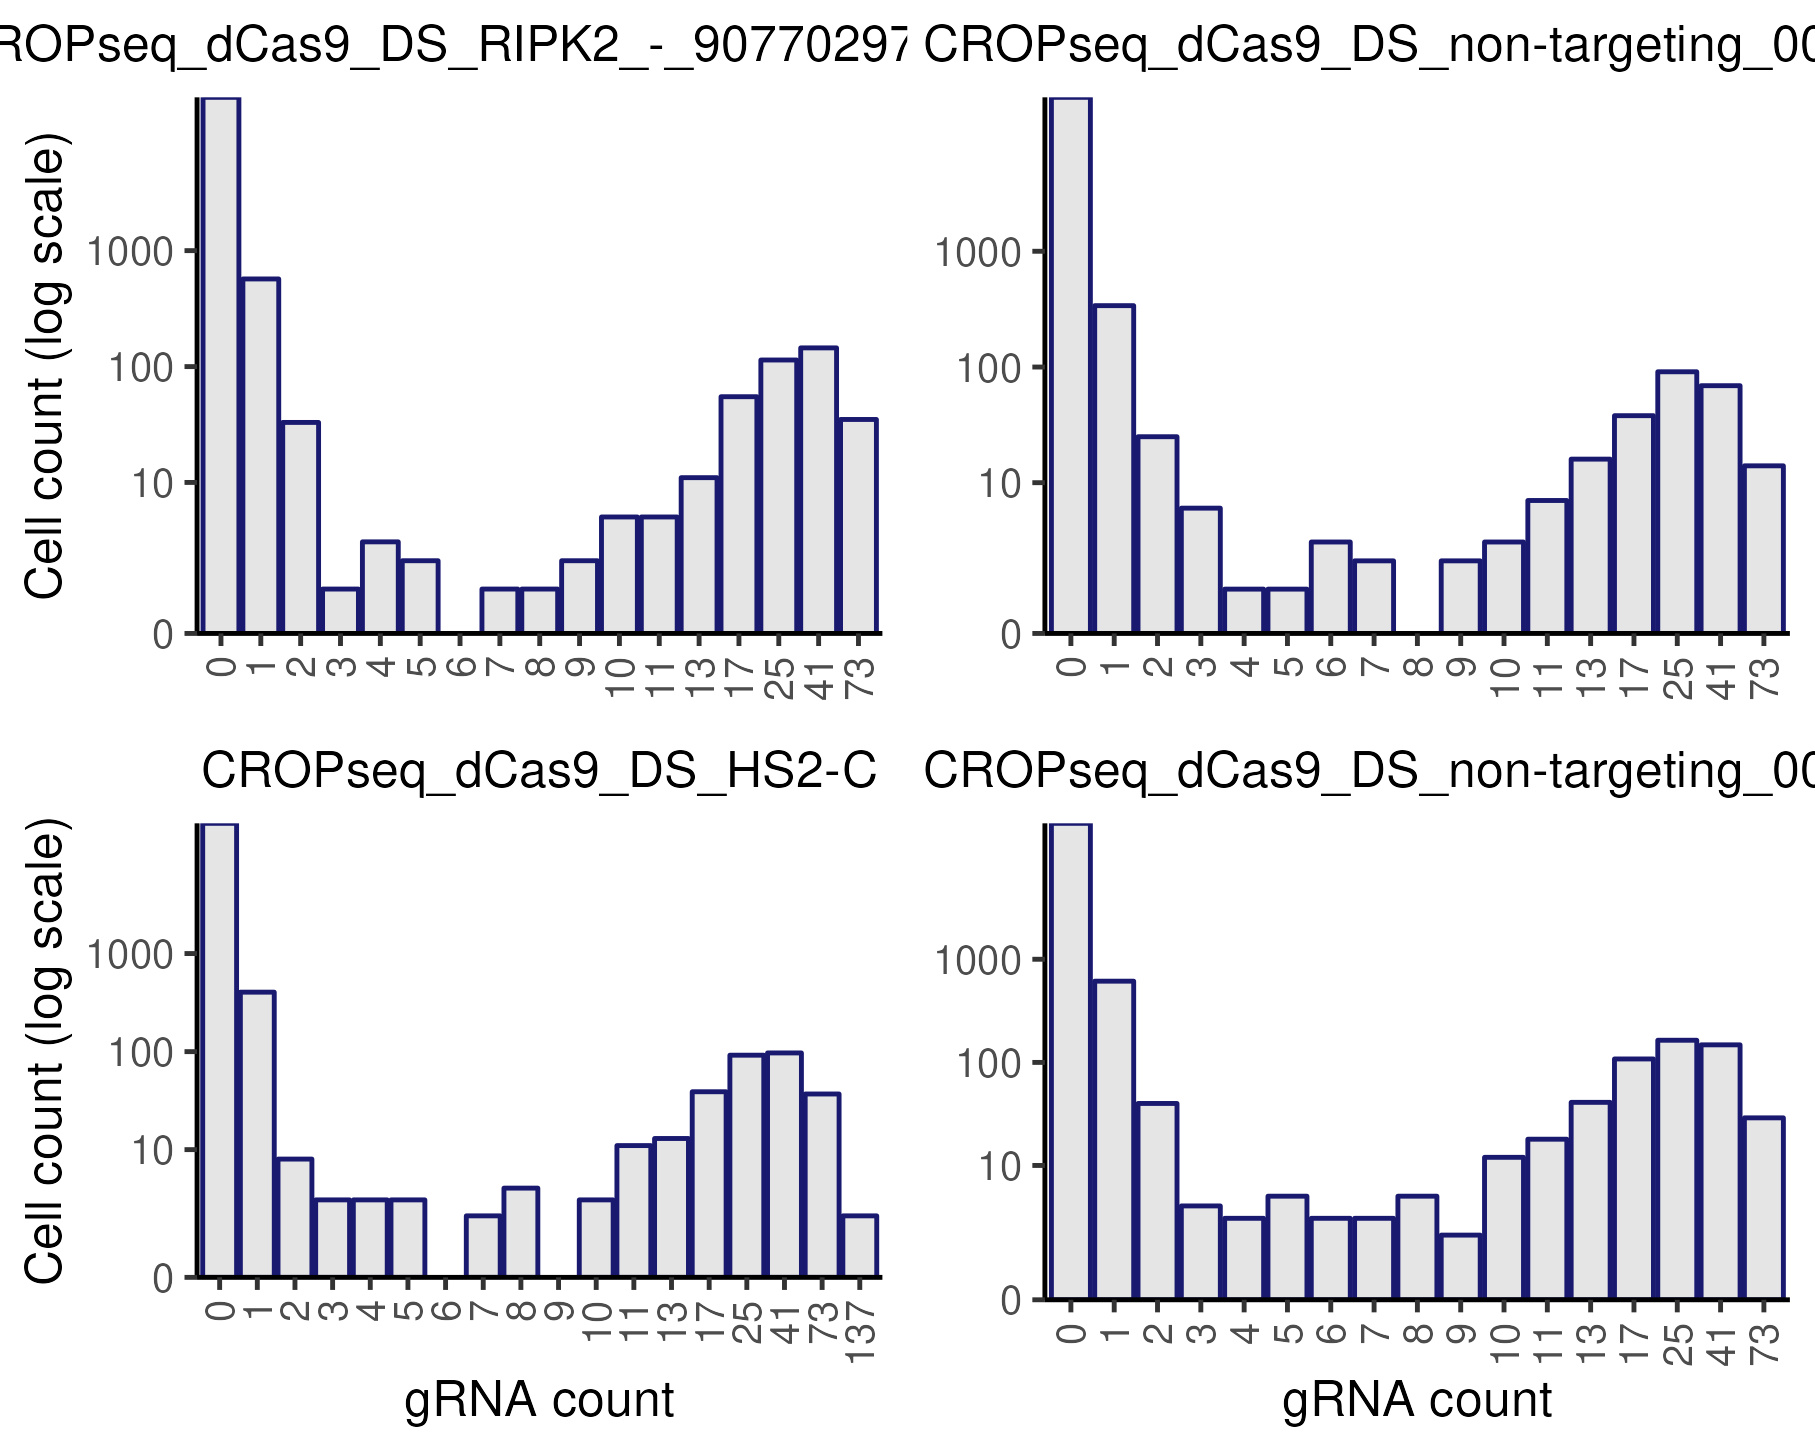 ROPseq_dCas9_DS_RIPK2_-_90770297
CROPseq_dCas9_DS_non-targeting_00
Cell count (log scale)
1000
100
10
0
0 1 2 3 4 5 6 7 8 9 10 11 13 17 25 41 73
1000
100
10
0
0 1 2 3 4 5 6 7 8 9 10 11 13 17 25 41 73
CROPseq_dCas9_DS_HS2-C
CROPseq_dCas9_DS_non-targeting_00
Cell count (log scale)
1000
100
10
0
0 1 2 3 4 5 6 7 8 9 10 11 13 17 25 41 73 137
gRNA count
1000
100
10
0
0 1 2 3 4 5 6 7 8 9 10 11 13 17 25 41 73
gRNA count